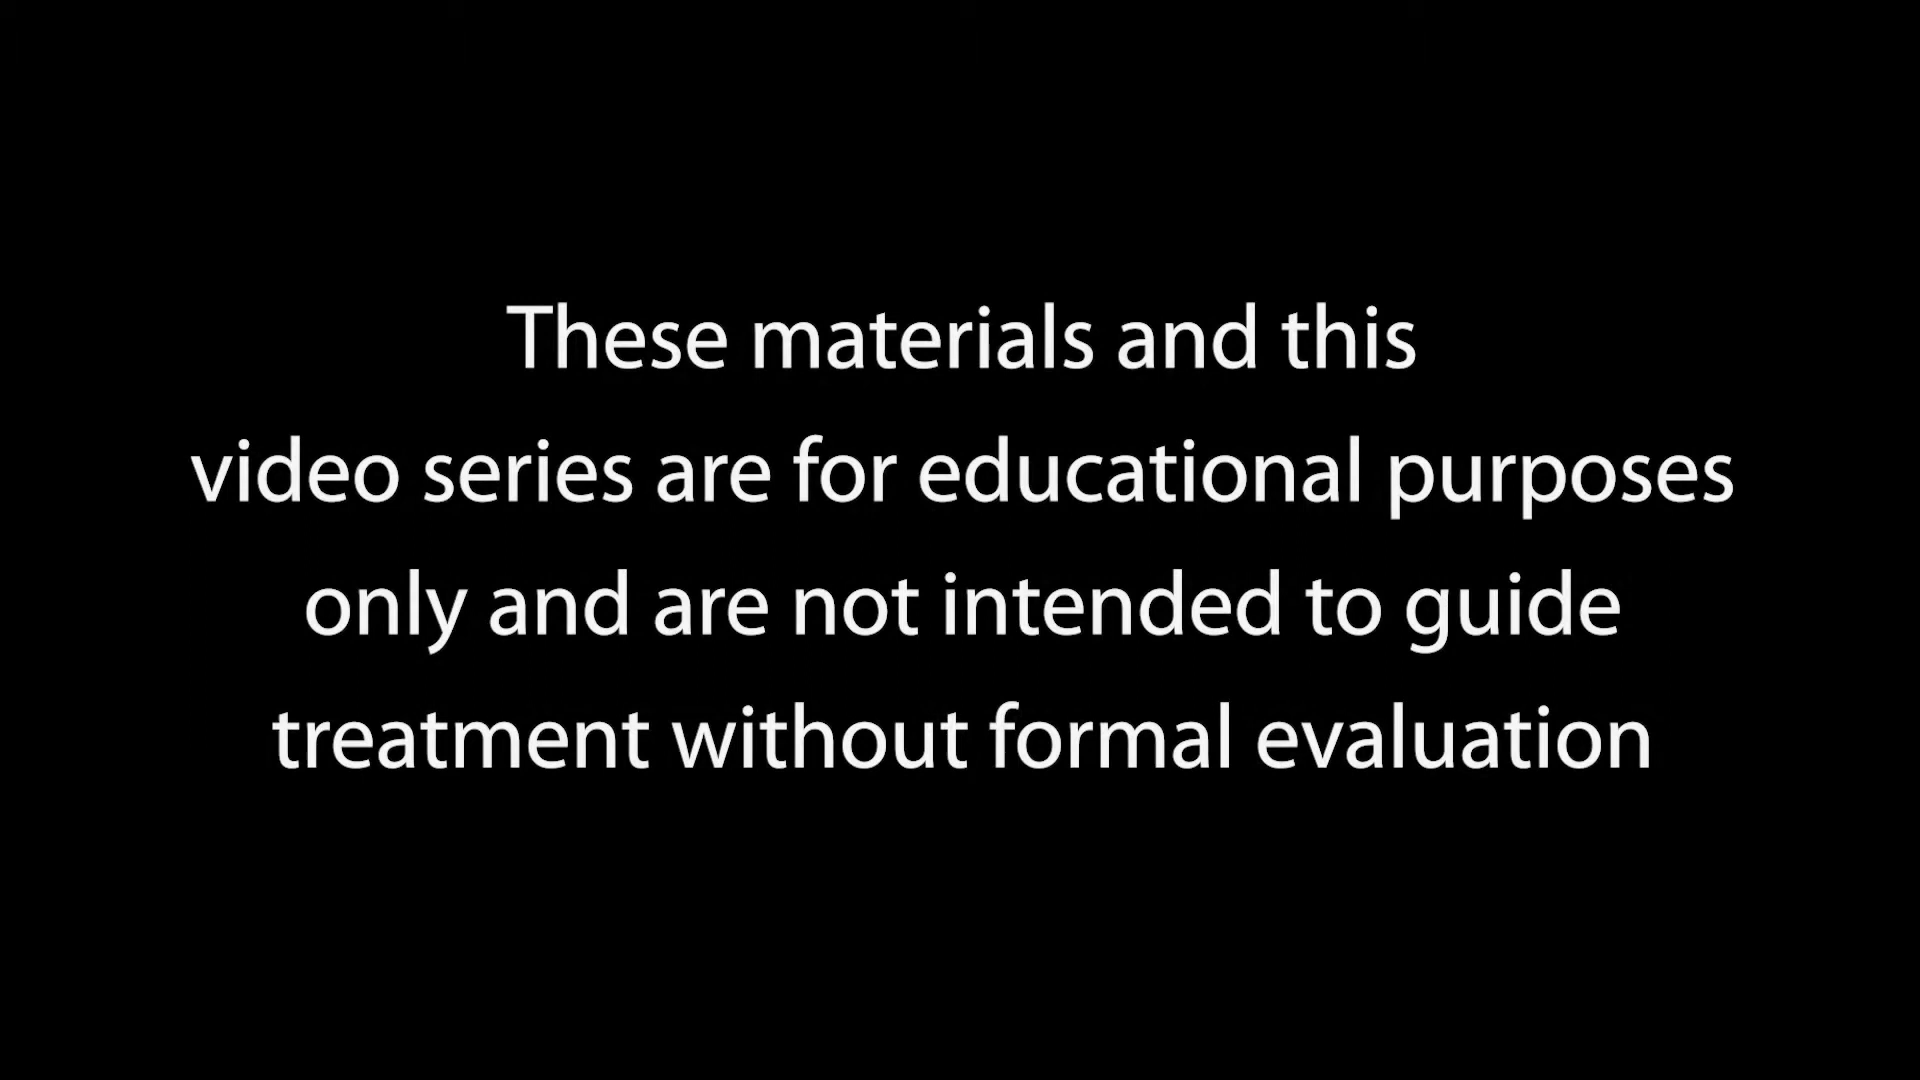 These materials and this
video series are for educational purposes
only and are not intended to guide
treatment without formal evaluation